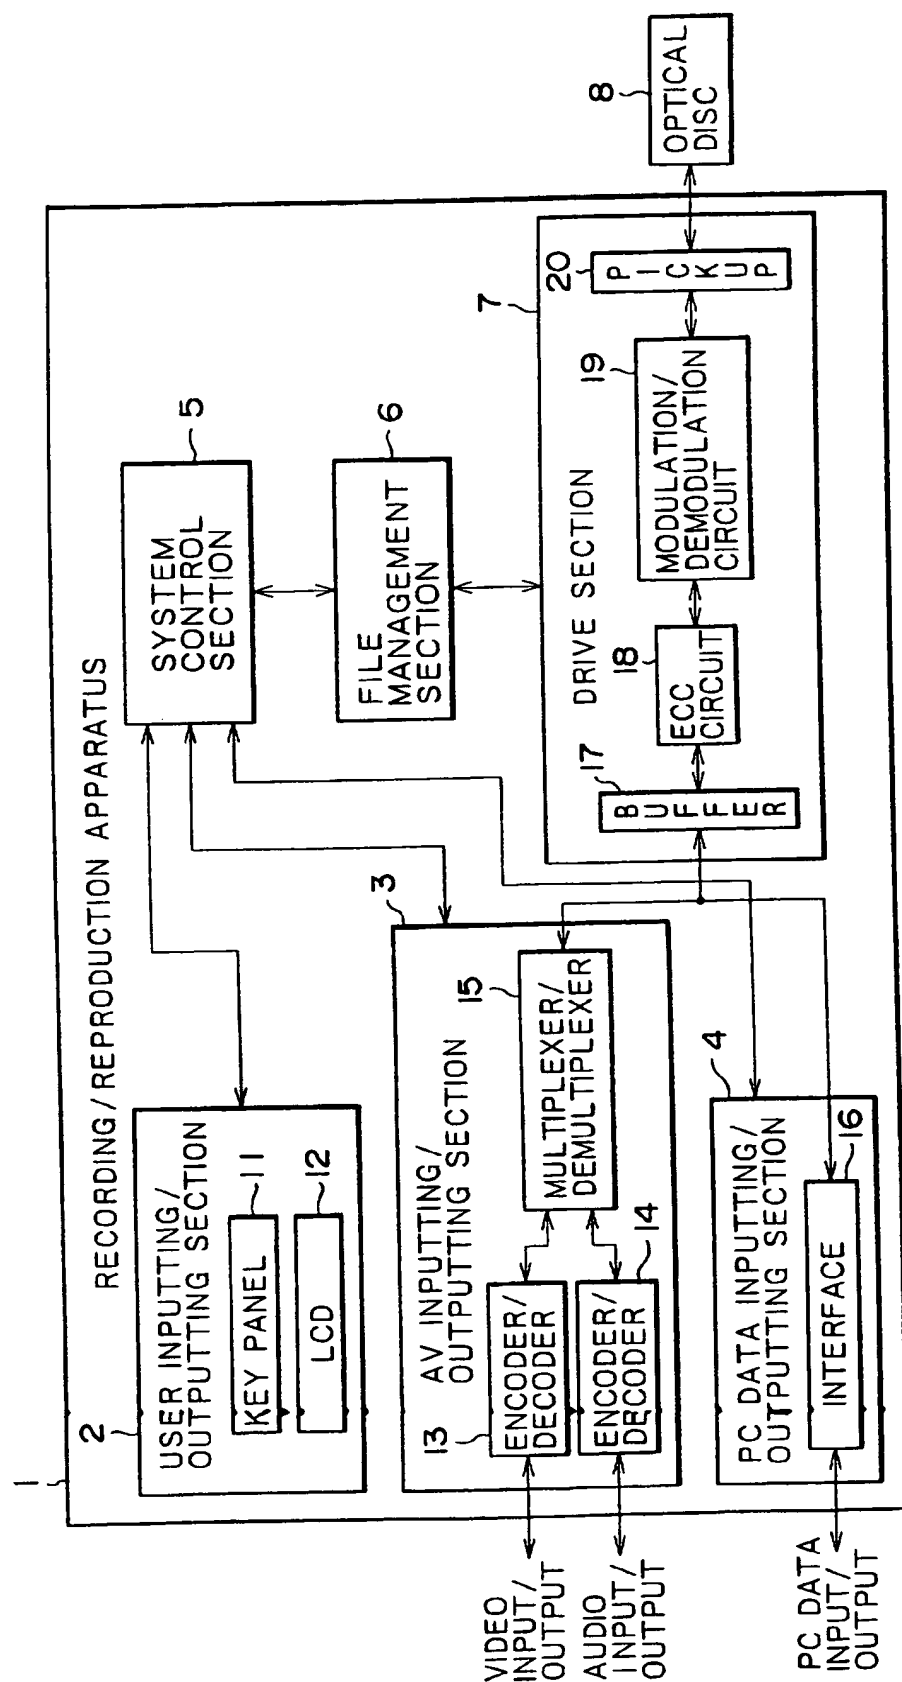 1
RECORDING/REPRODUCTION APPARATUS
2
USER INPUTTING/
OUTPUTTING SECTION
11
KEY PANEL
12
LCD
5
SYSTEM
CONTROL
SECTION
6
FILE
MANAGEMENT
SECTION
3
AV INPUTTING/
OUTPUTTING SECTION
13
ENCODER/
DECODER
14
ENCODER/
DECODER
15
MULTIPLEXER/
DEMULTIPLEXER
VIDEO
INPUT/
OUTPUT
AUDIO
INPUT/
OUTPUT
4
PC DATA INPUTTING/
OUTPUTTING SECTION
16
INTERFACE
PC DATA
INPUT/
OUTPUT
7
DRIVE SECTION
17
BUFFER
18
ECC
CIRCUIT
19
MODULATION/
DEMODULATION
CIRCUIT
20
PICKUP
8
OPTICAL
DISC